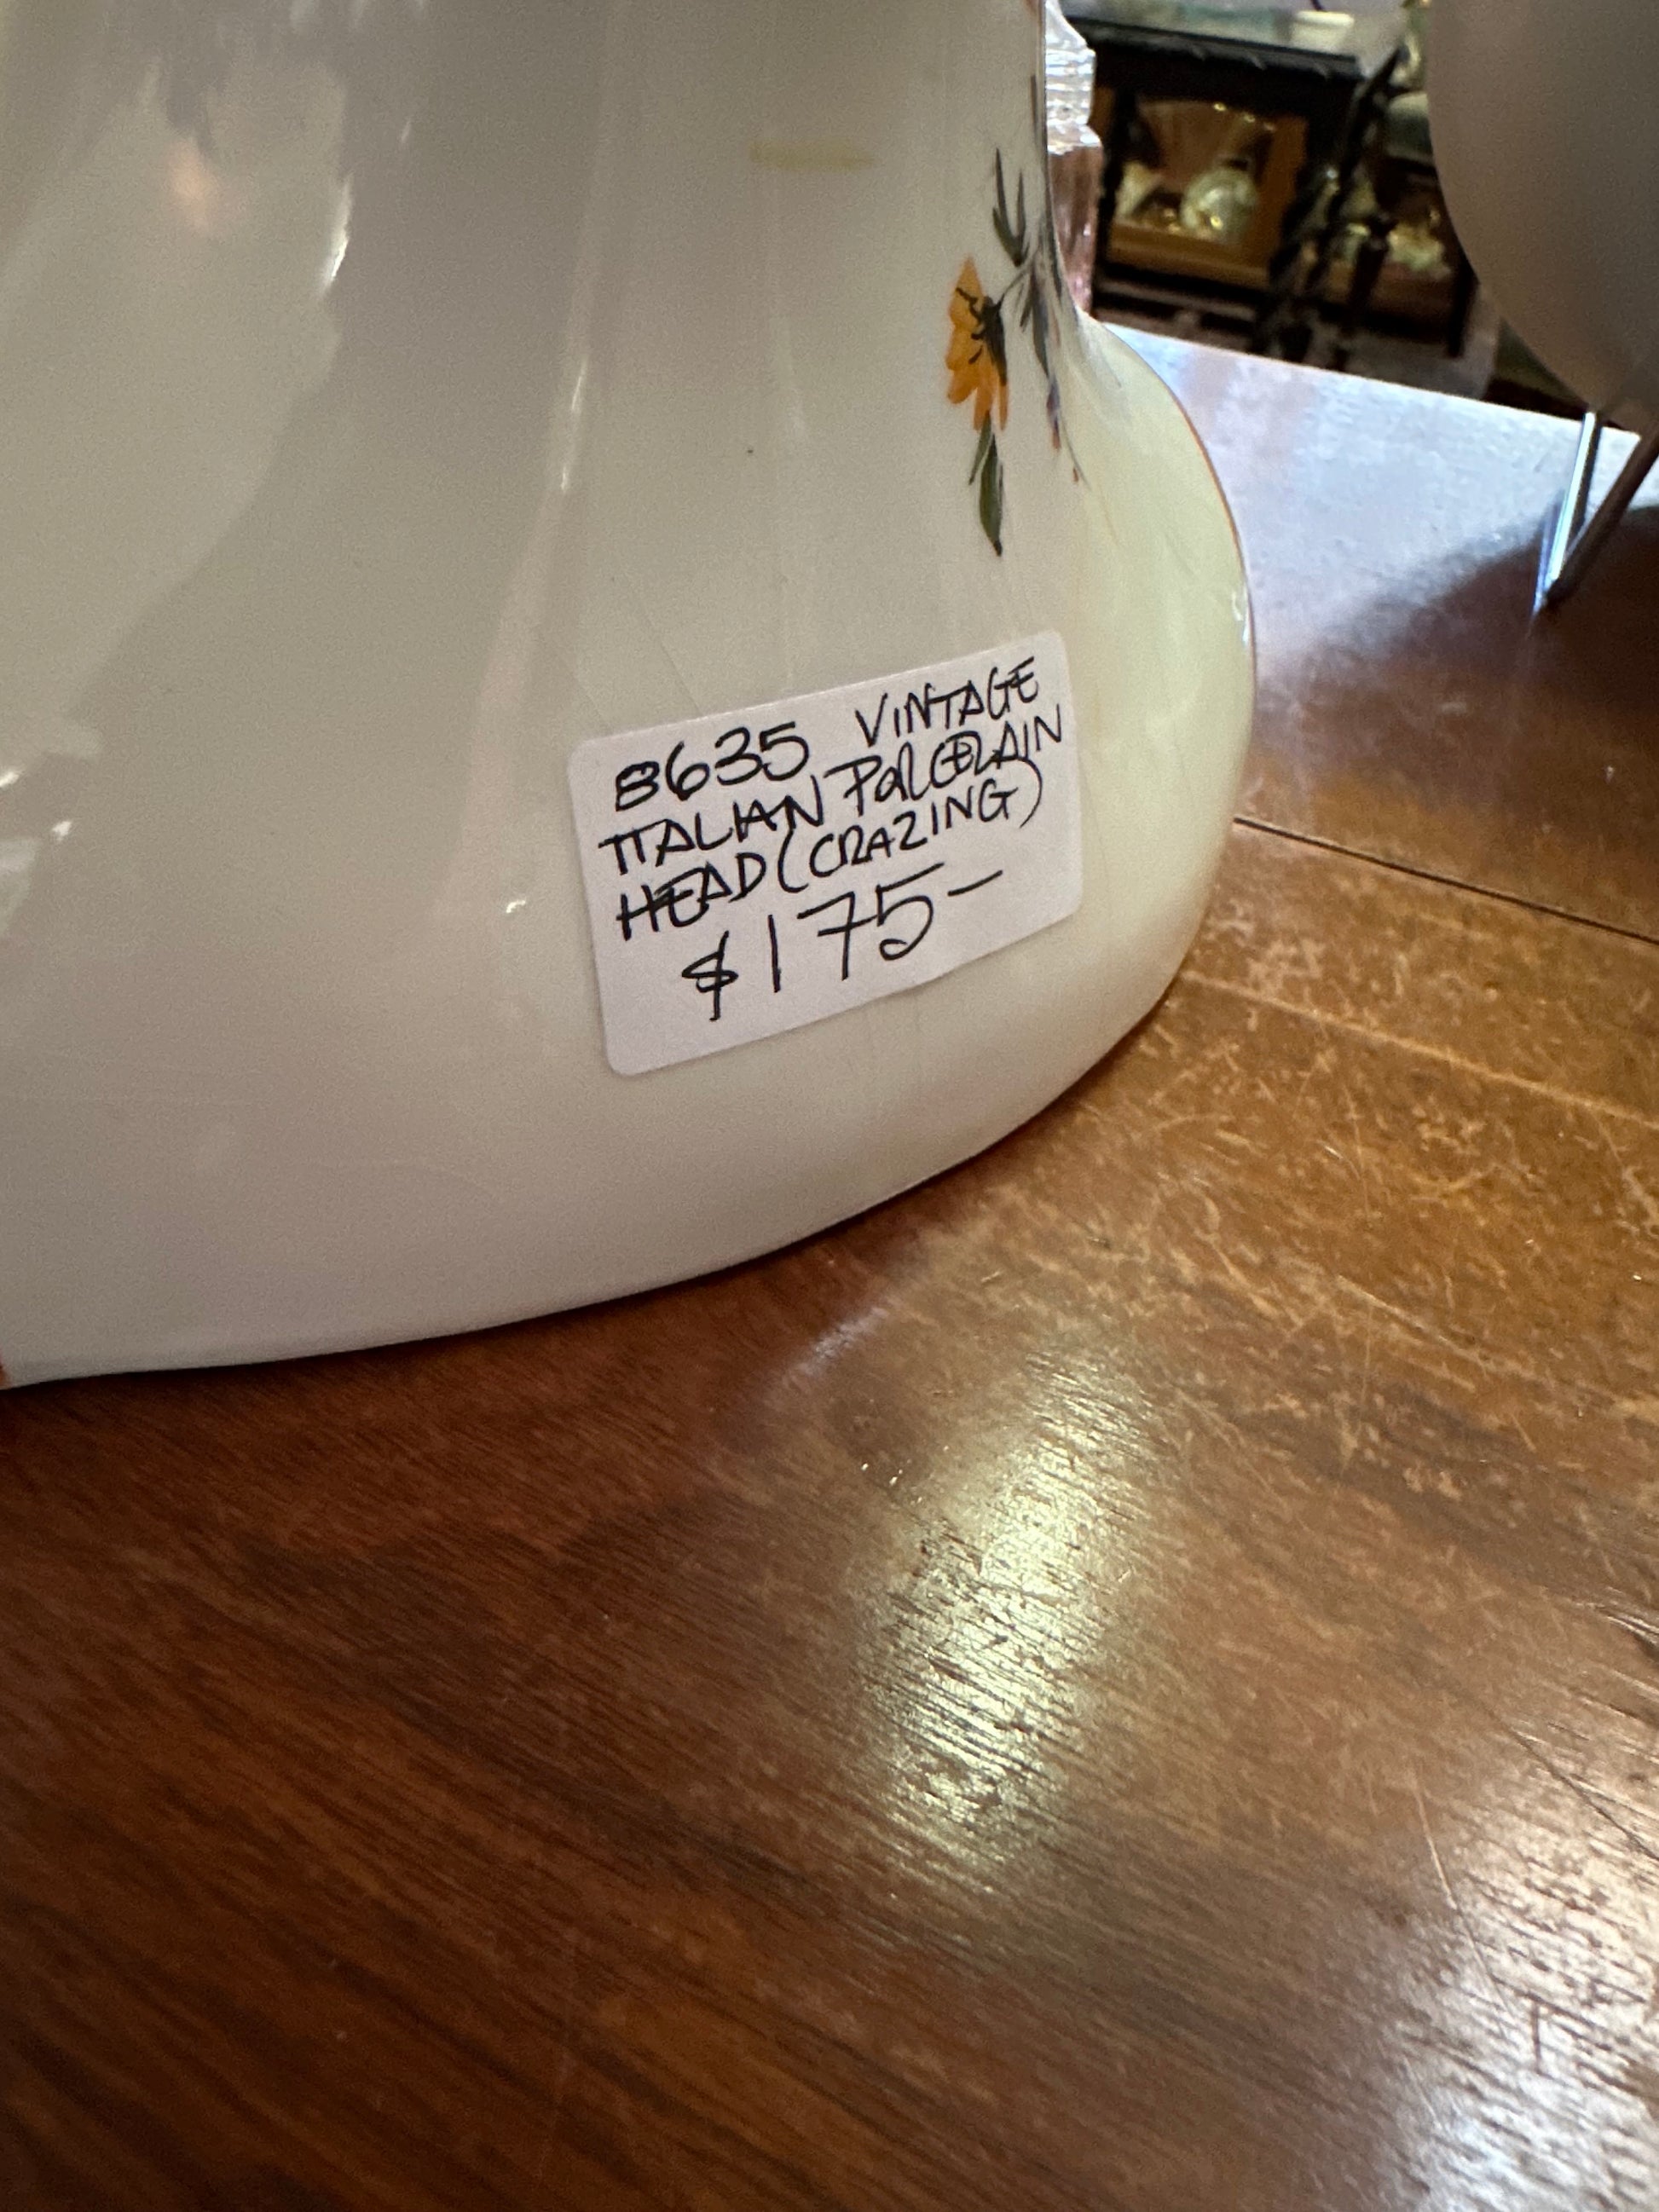 8635 VINTAGE
ITALIAN PORCELAIN
HEAD (CRAZING)
$175-